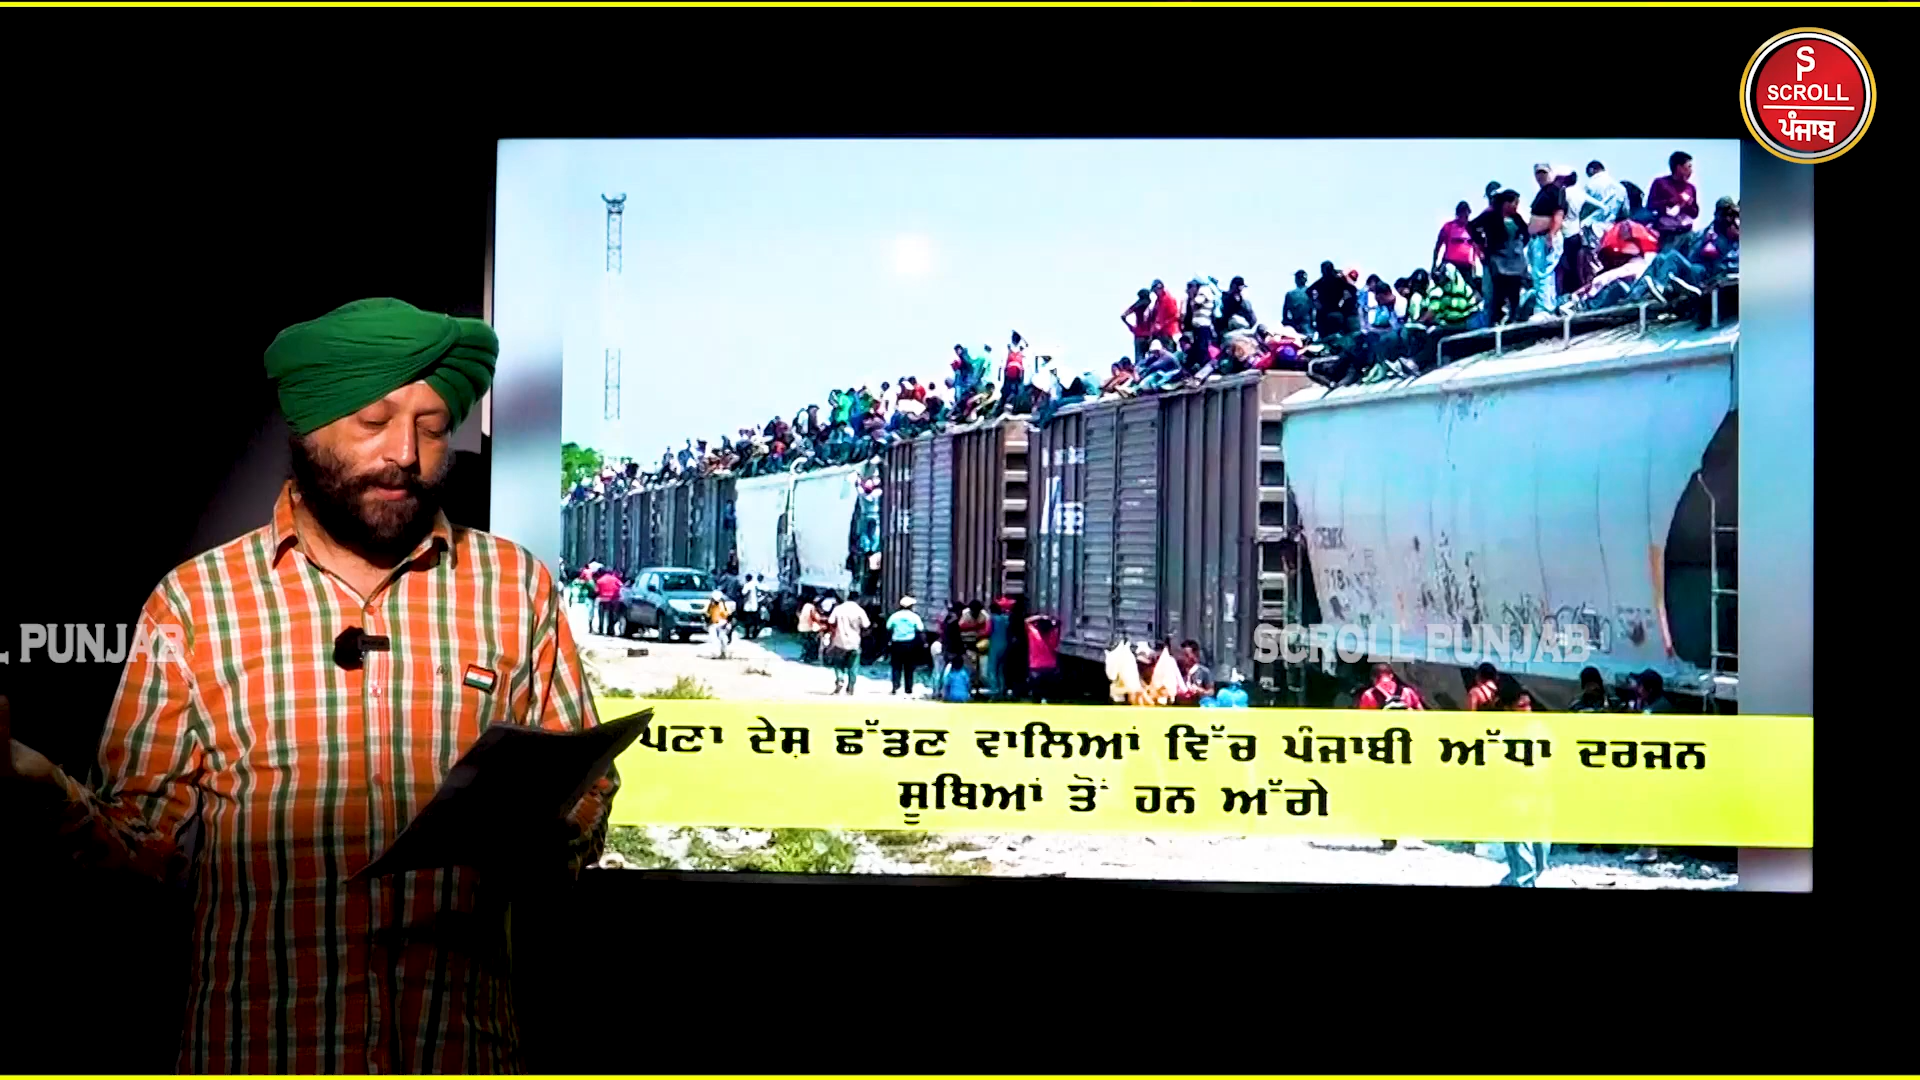 S
P
SCROLL
ਪੰਜਾਬ
PUNJAB
SCROLL PUNJAB
ਪਣਾ ਦੇਸ਼ ਛੱਡਣ ਵਾਲਿਆਂ ਵਿੱਚ ਪੰਜਾਬੀ ਅੱਧਾ ਦਰਜਨ
ਸੂਬਿਆਂ ਤੋਂ ਹਨ ਅੱਗੇ